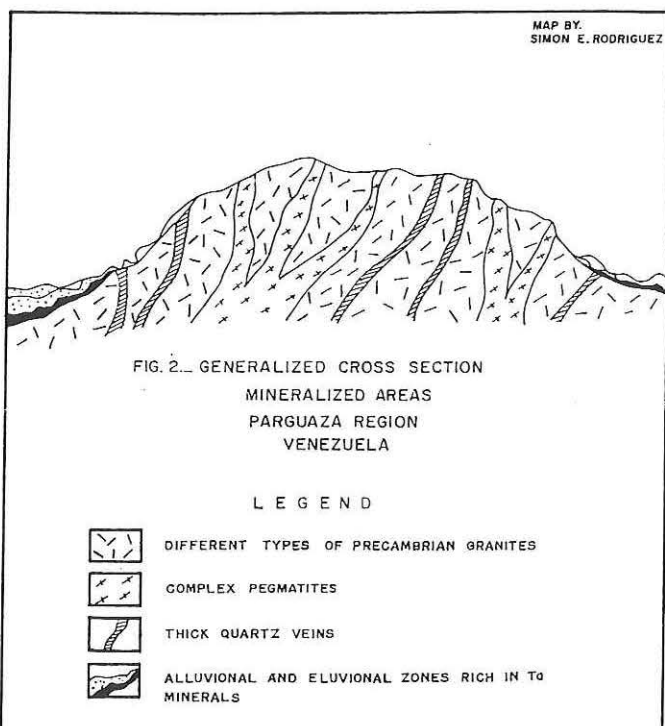 MAP BY.
SIMON E. RODRIGUEZ
FIG. 2._ GENERALIZED CROSS SECTION
MINERALIZED AREAS
PARGUAZA REGION
VENEZUELA
LEGEND
DIFFERENT TYPES OF PRECAMBRIAN GRANITES
COMPLEX PEGMATITES
THICK QUARTZ VEINS
ALLUVIONAL AND ELUVIONAL ZONES RICH IN Ta
MINERALS